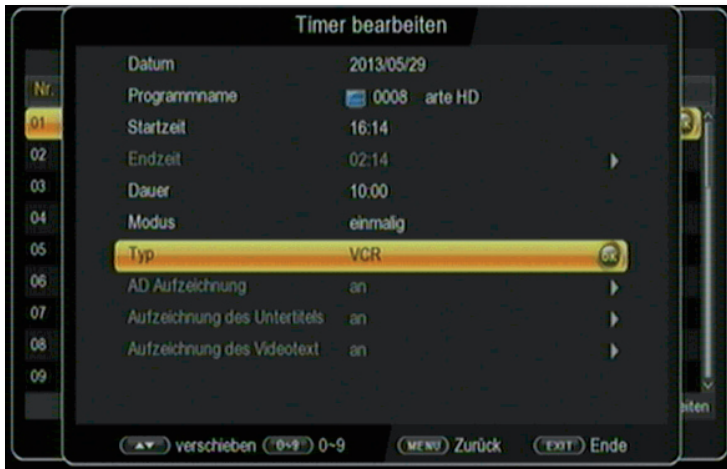 Timer bearbeiten
Datum 2013/05/29
Nr.
Programmname 0008 arte HD
01
Startzeit 16:14
02
Endzeit 02:14
03
Dauer 10:00
04
Modus einmalig
05
Typ VCR OK
06
AD Aufzeichnung an
07
Aufzeichnung des Untertitels an
08
Aufzeichnung des Videotext an
09
eiten
verschieben 0~9 0~9 MENU Zurück EXIT Ende